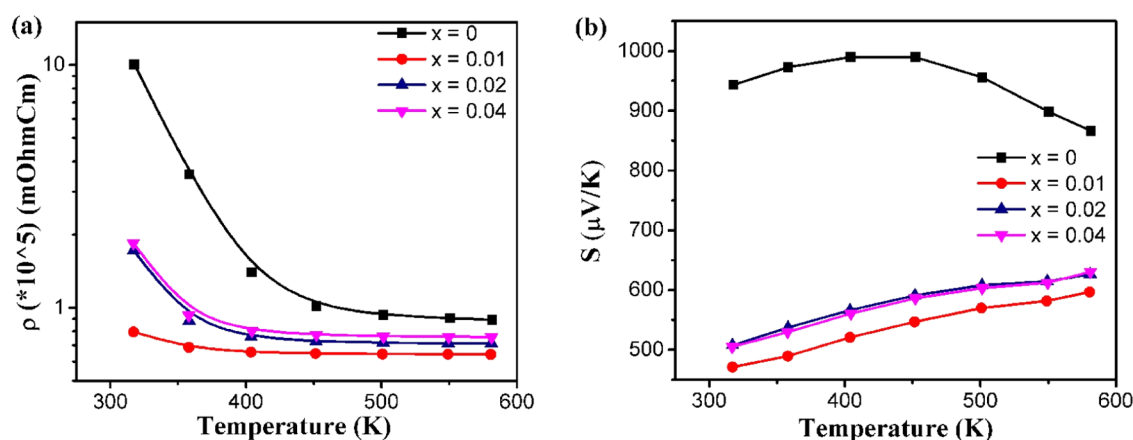 (a)
x = 0
x = 0.01
x = 0.02
x = 0.04
ρ (*10^5) (mOhmCm)
10
1
300
400
500
600
Temperature (K)
(b)
1000
900
800
700
600
500
S (μV/K)
x = 0
x = 0.01
x = 0.02
x = 0.04
300
400
500
600
Temperature (K)